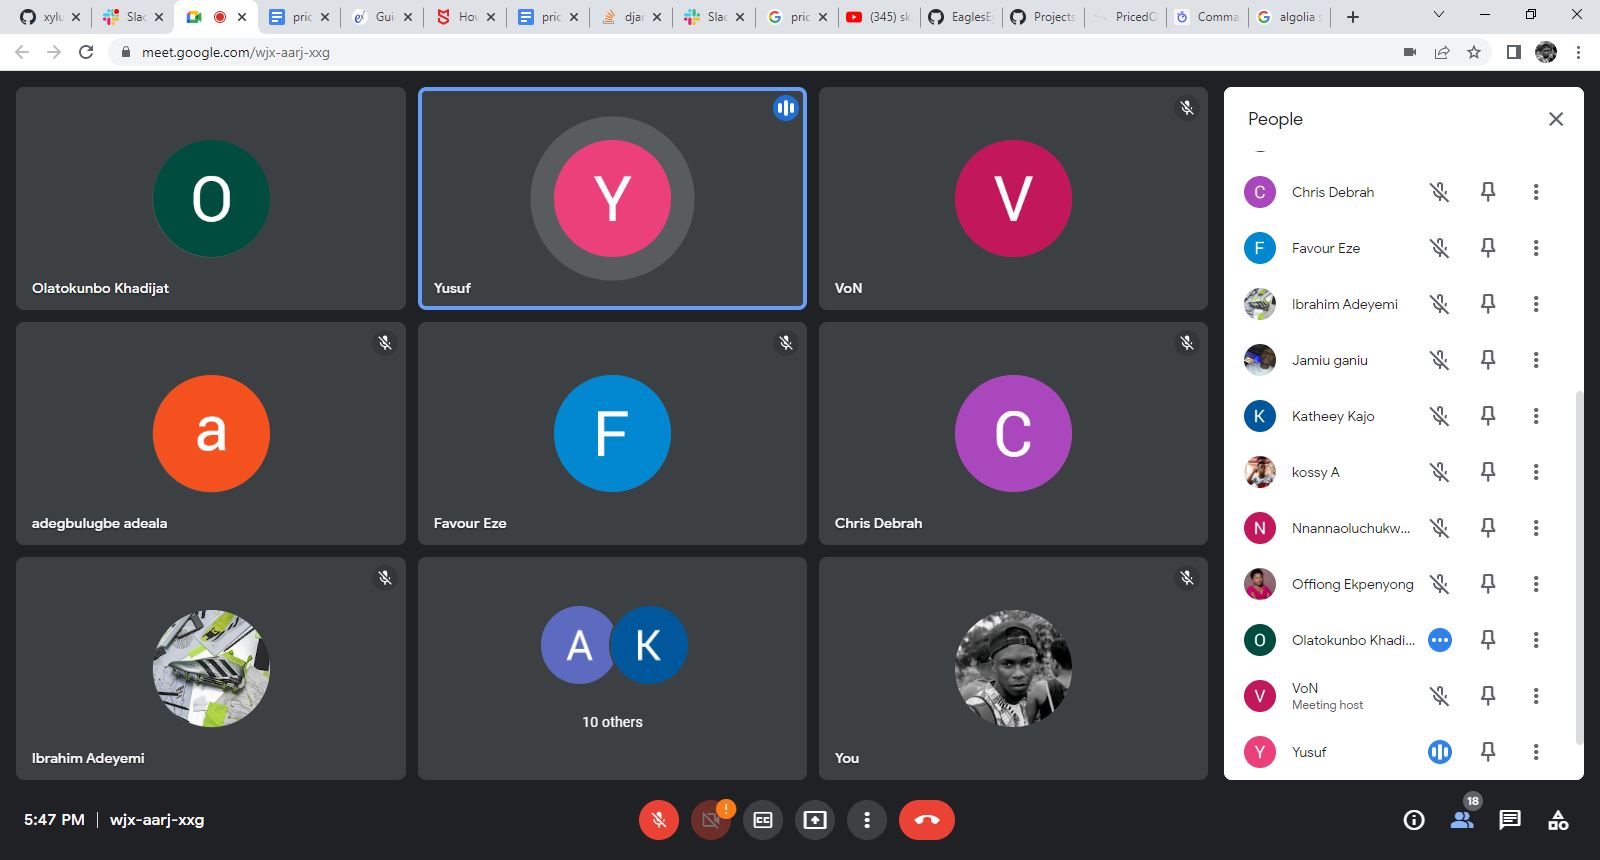 xylu
Slac
pric
Guid
How
pric
djar
Slac
pric
(345) sk
EaglesE
Projects
PricedO
Comma
algolia s
meet.google.com/wjx-aarj-xxg
O
Olatokunbo Khadijat
Y
Yusuf
V
VoN
a
adegbulugbe adeala
F
Favour Eze
C
Chris Debrah
Ibrahim Adeyemi
A K
10 others
You
People
C Chris Debrah
F Favour Eze
Ibrahim Adeyemi
Jamiu ganiu
K Katheey Kajo
kossy A
N Nnannaoluchukw...
Offiong Ekpenyong
O Olatokunbo Khadi...
V VoN
Meeting host
Y Yusuf
5:47 PM | wjx-aarj-xxg
!
18